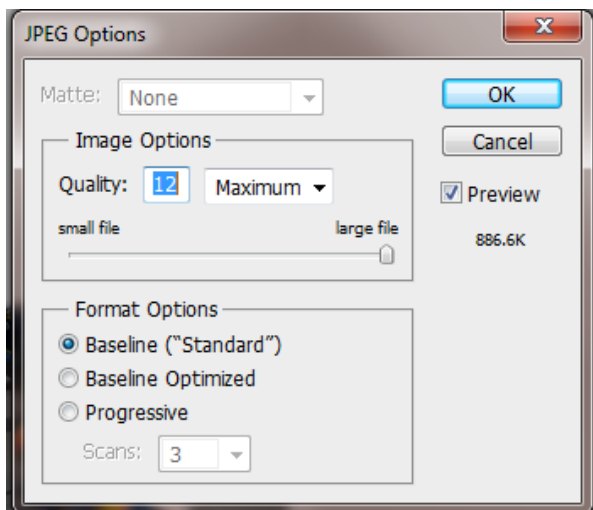 JPEG Options
Matte: None
OK
Image Options
Cancel
Quality: 12 Maximum
Preview
small file large file
886.6K
Format Options
Baseline (“Standard”)
Baseline Optimized
Progressive
Scans: 3